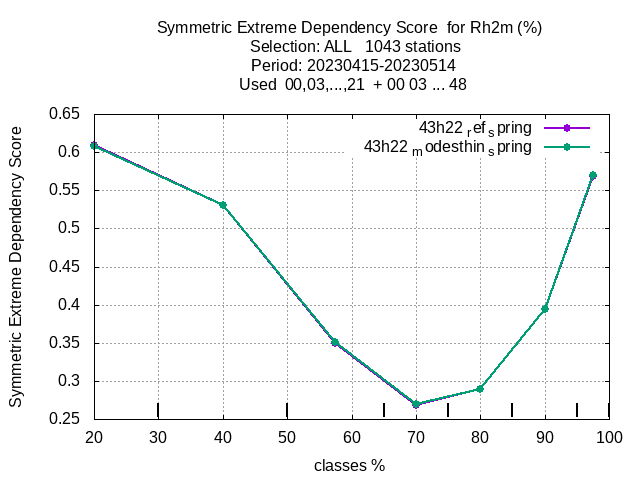 Symmetric Extreme Dependency Score  for Rh2m (%)
Selection: ALL   1043 stations
Period: 20230415-20230514
Used  00,03,...,21  + 00 03 ... 48
43h22 ref spring
43h22 modesthin spring
Symmetric Extreme Dependency Score
0.65
0.6
0.55
0.5
0.45
0.4
0.35
0.3
0.25
20 30 40 50 60 70 80 90 100
classes %